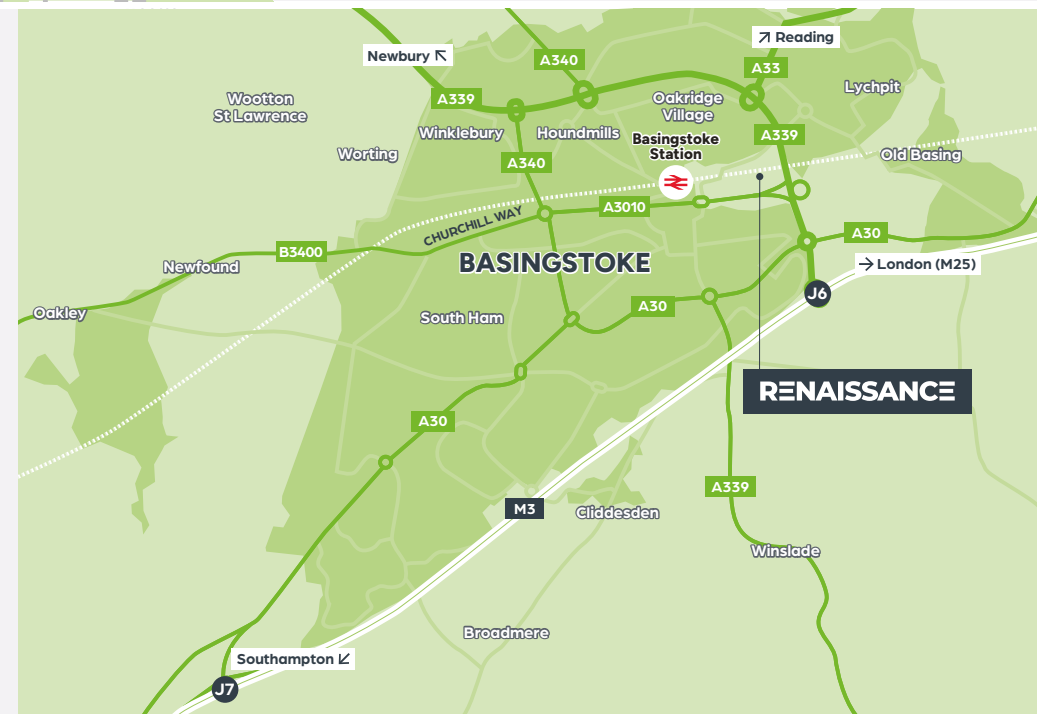 Reading
Newbury
A340
A33
Lychpit
A339
Wootton
St Lawrence
Oakridge
Village
Winklebury
Houndmills
A339
Basingstoke
Station
Worting
A340
Old Basing
A3010
CHURCHILL WAY
A30
B3400
BASINGSTOKE
London (M25)
Newfound
J6
A30
Oakley
South Ham
RENAISSANCE
A30
A339
M3
Cliddesden
Winslade
Broadmere
Southampton
J7